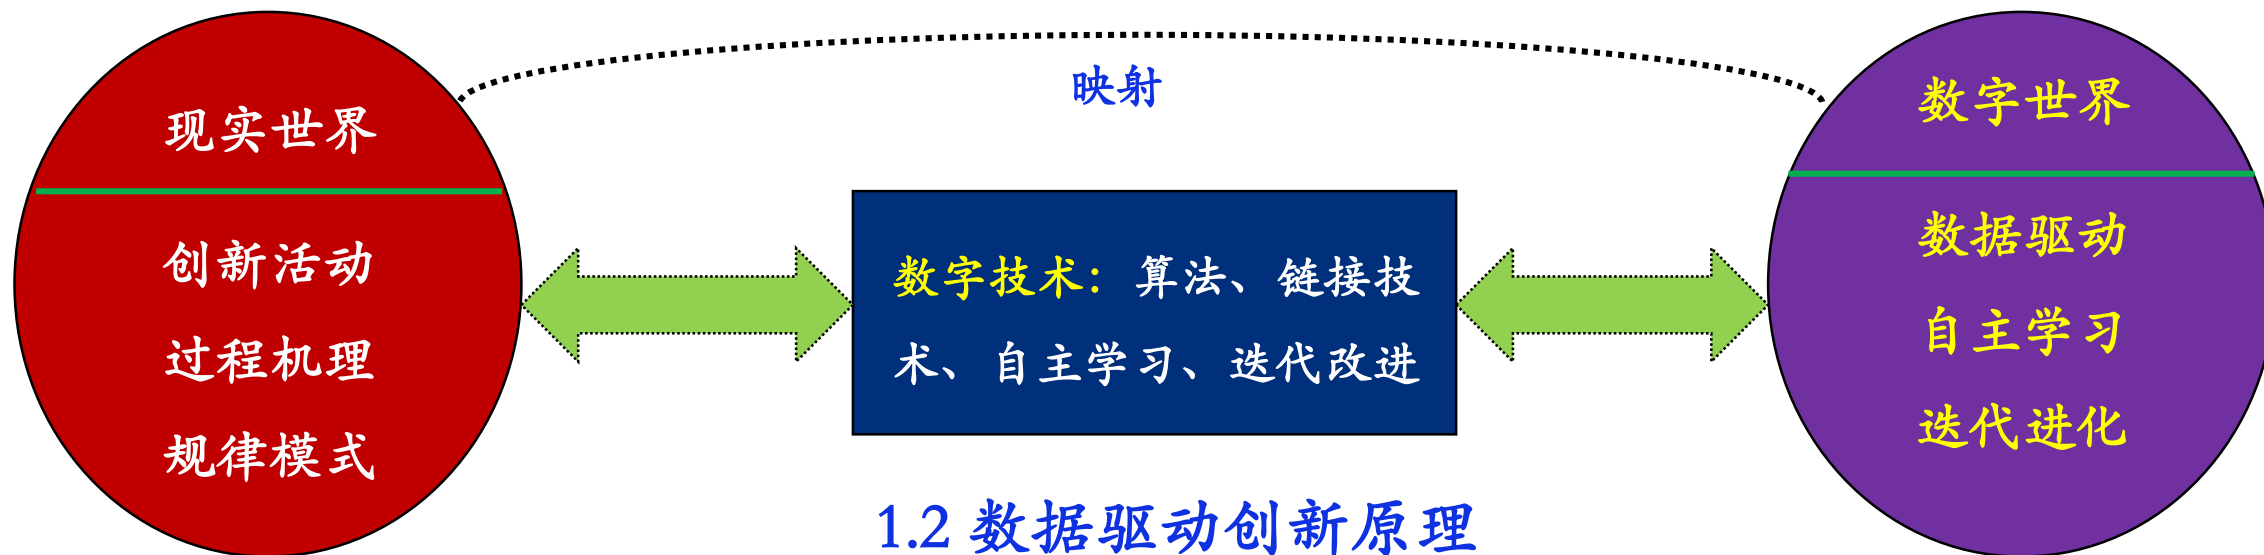 现实世界
创新活动
过程机理
规律模式
映射
数字技术：算法、链接技
术、自主学习、迭代改进
数字世界
数据驱动
自主学习
迭代进化
1.2 数据驱动创新原理